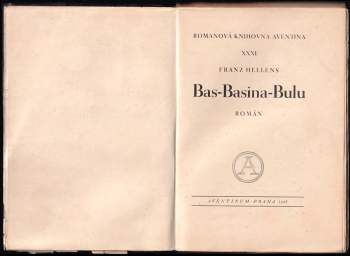 ROMANOVÁ KNIHOVNA AVENTINA
XXXI
FRANZ HELLENS
Bas-Basina-Bulu
ROMÁN
A
AVENTINUM-PRAHA